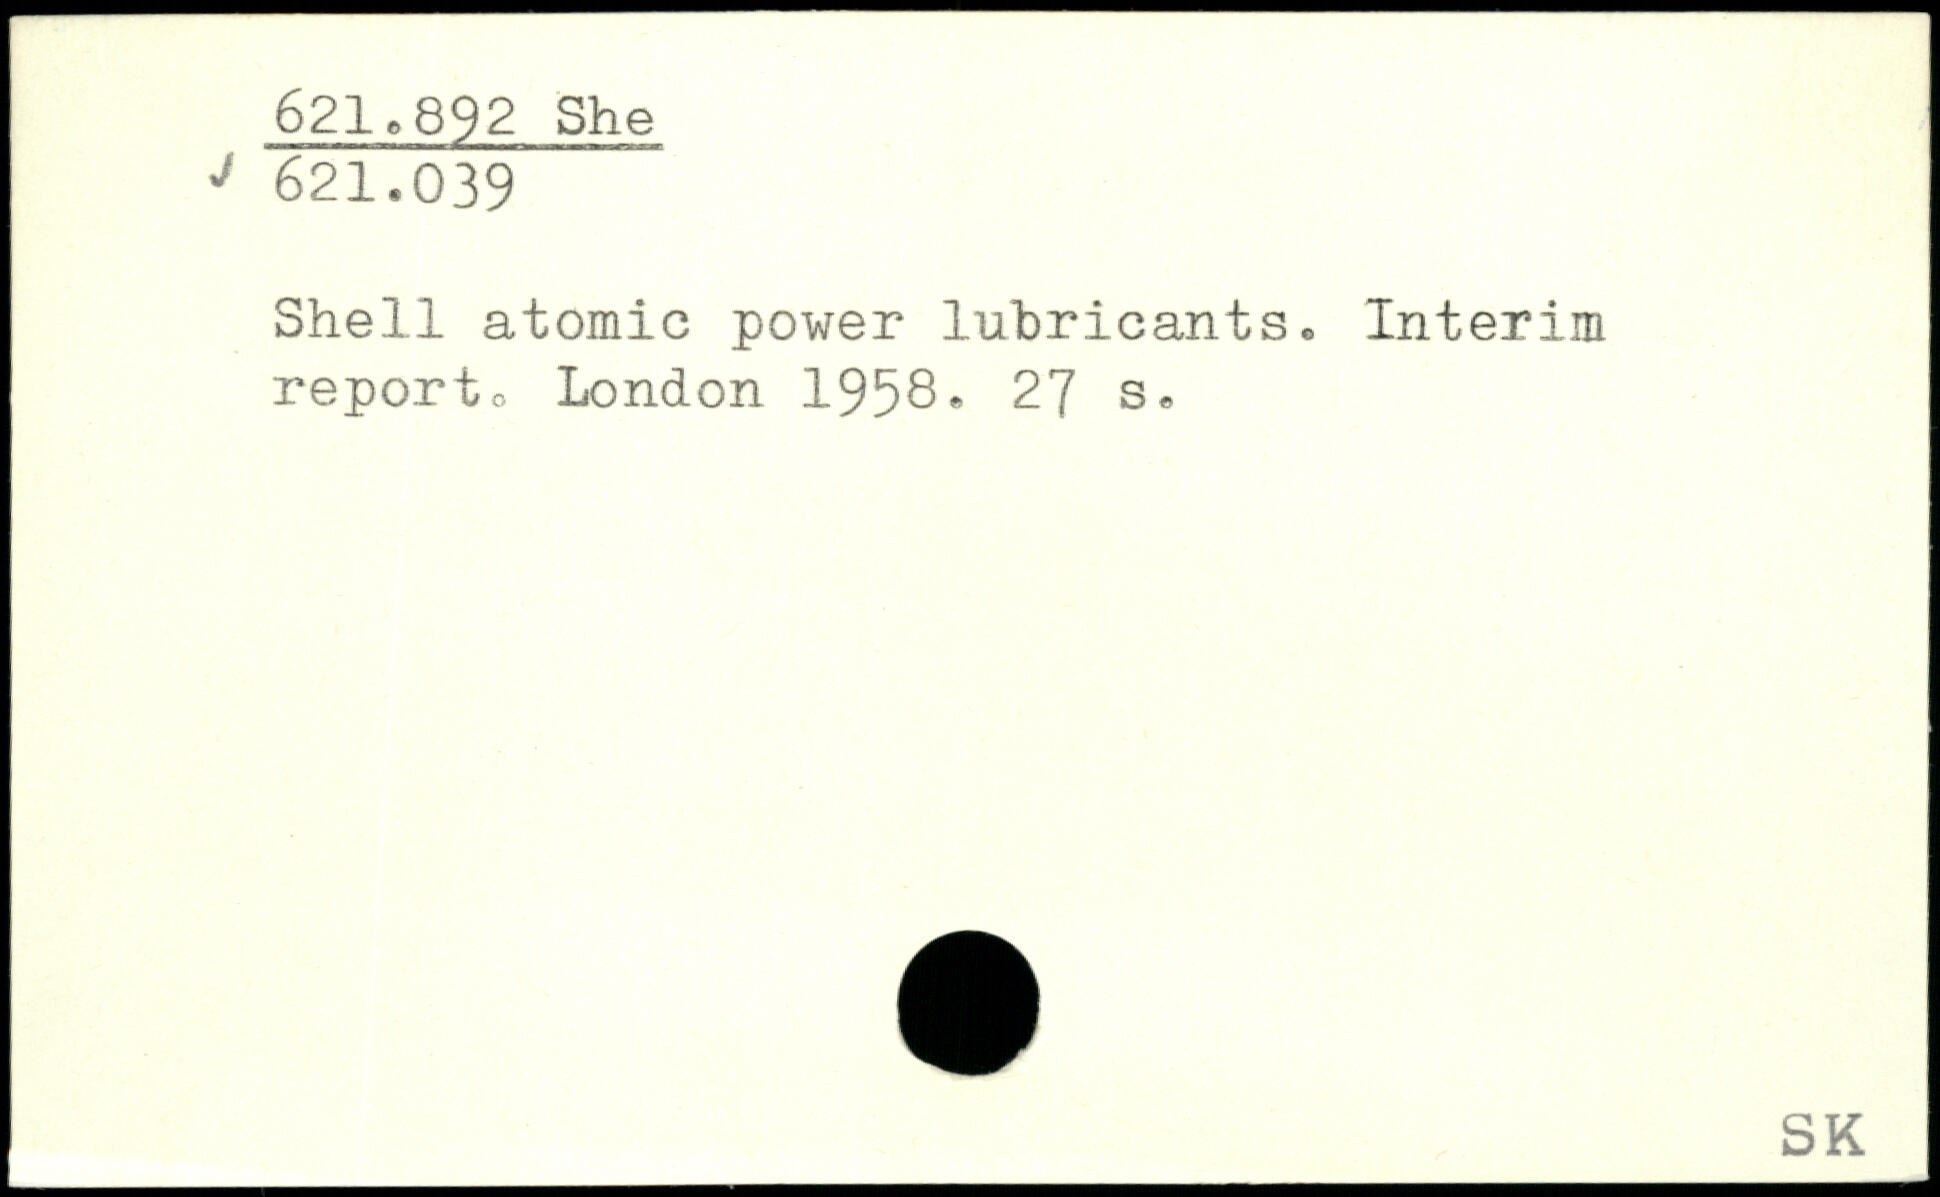 621.892 She
✓ 621.039
Shell atomic power lubricants. Interim
report. London 1958. 27 s.
SK